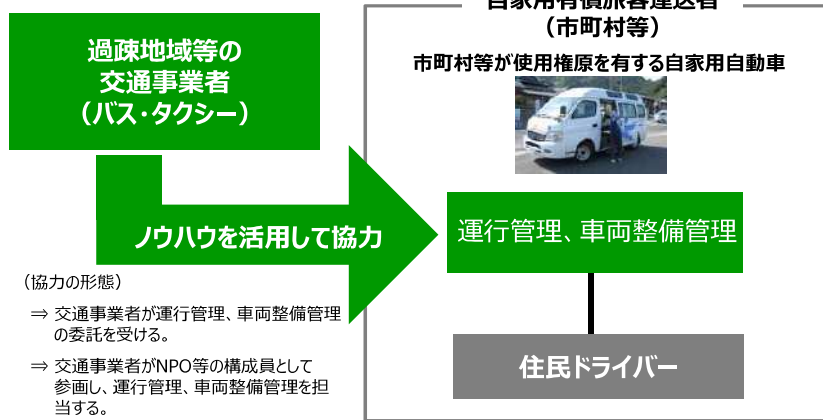 過疎地域等の
交通事業者
（バス・タクシー）
自家用有償旅客運送者
（市町村等）
市町村等が使用権原を有する自家用自動車
ノウハウを活用して協力
運行管理、車両整備管理
（協力の形態）
⇒ 交通事業者が運行管理、車両整備管理
の委託を受ける。
⇒ 交通事業者がNPO等の構成員として
参画し、運行管理、車両整備管理を担
当する。
住民ドライバー